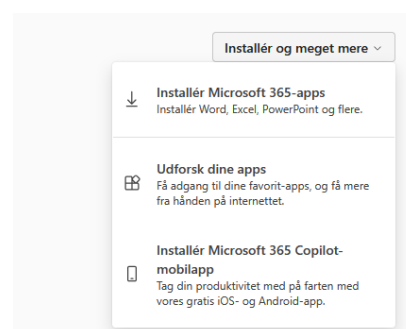 Installér og meget mere
Installér Microsoft 365-apps
Installér Word, Excel, PowerPoint og flere.
Udforsk dine apps
Få adgang til dine favorit-apps, og få mere
fra hånden på internettet.
Installér Microsoft 365 Copilot-
mobilapp
Tag din produktivitet med på farten med
vores gratis iOS- og Android-app.